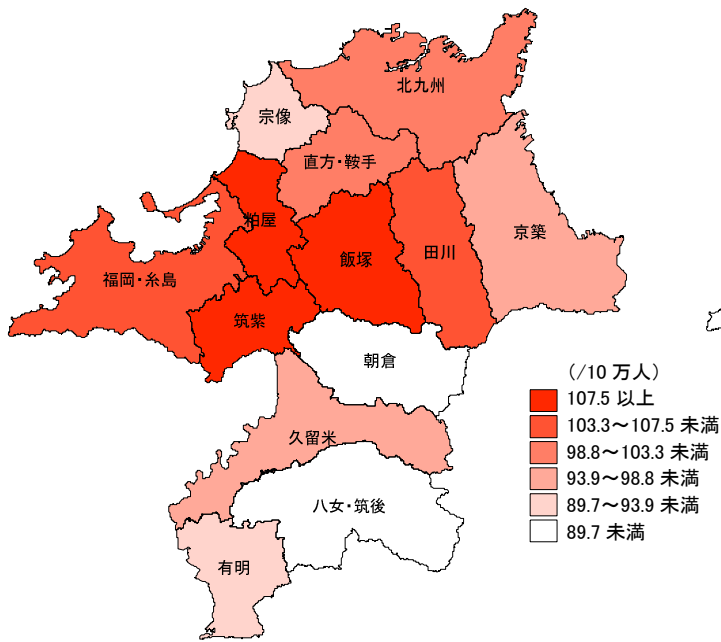 北九州
宗像
直方・鞍手
粕屋
京築
飯塚
田川
福岡・糸島
筑紫
朝倉
久留米
八女・筑後
有明
(/10 万人)
107.5 以上
103.3～107.5 未満
98.8～103.3 未満
93.9～98.8 未満
89.7～93.9 未満
89.7 未満